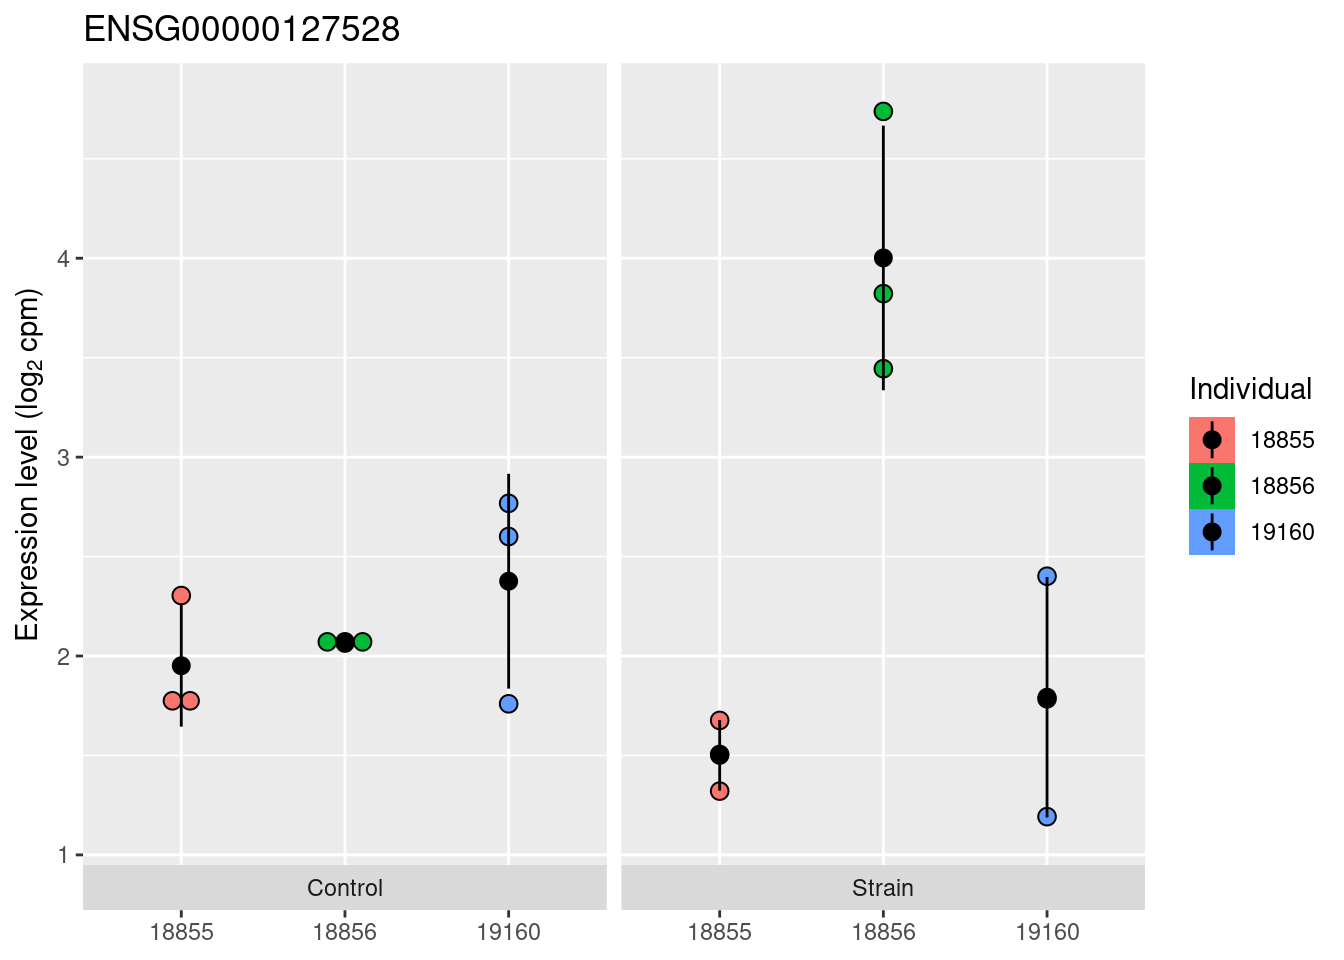 ENSG00000127528
Expression level (log₂ cpm)
4
3
2
1
Control
Strain
18855
18856
19160
18855
18856
19160
Individual
18855
18856
19160